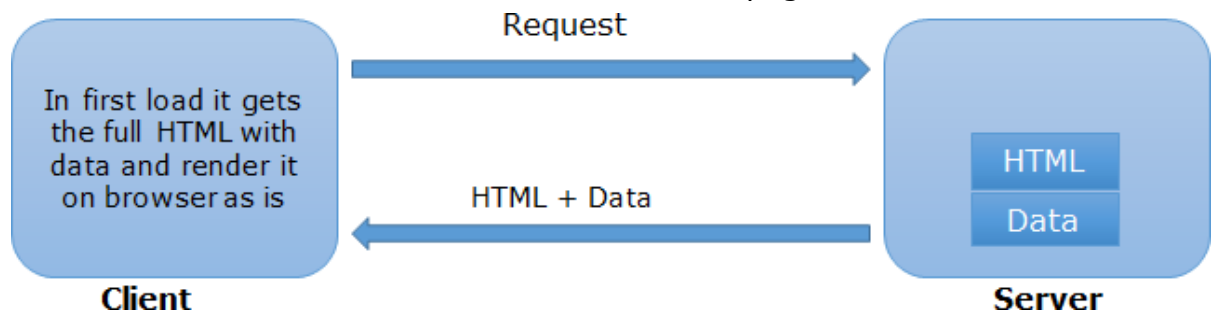 Request
In first load it gets
the full HTML with
data and render it
on browser as is
HTML
Data
HTML + Data
Client
Server